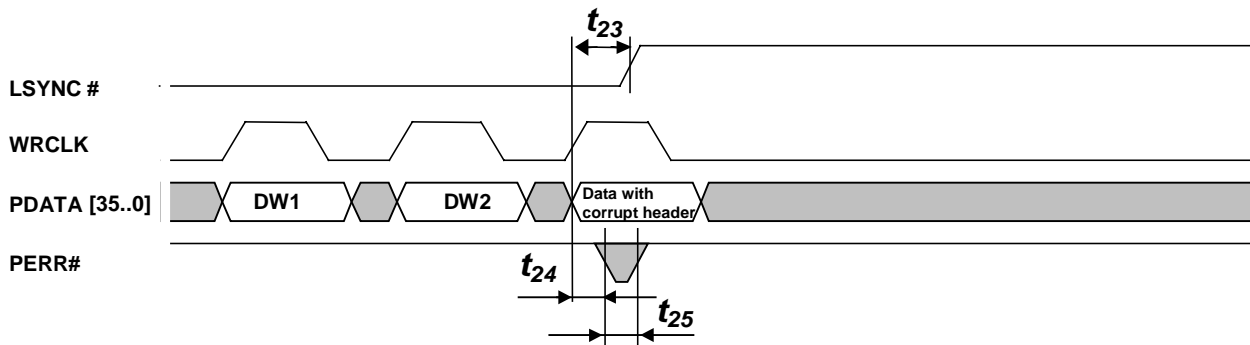 t23
LSYNC #
WRCLK
PDATA [35..0]
DW1
DW2
Data with
corrupt header
PERR#
t24
t25